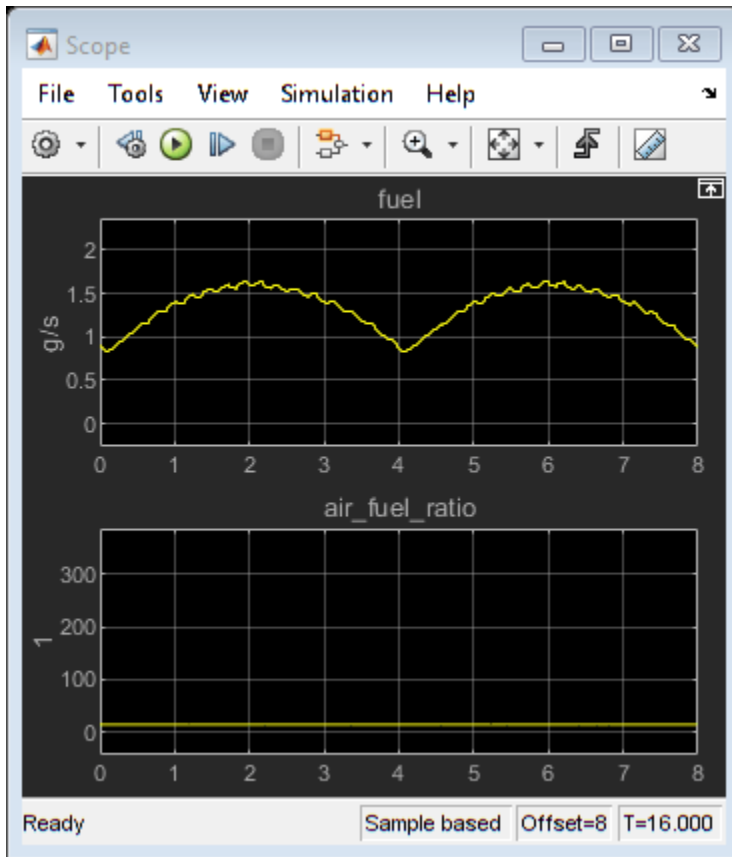 Scope
File Tools View Simulation Help
fuel
2
1.5
1
0.5
0
g/s
0 1 2 3 4 5 6 7 8
air_fuel_ratio
300
200
100
0
1
0 1 2 3 4 5 6 7 8
Ready Sample based Offset=8 T=16.000